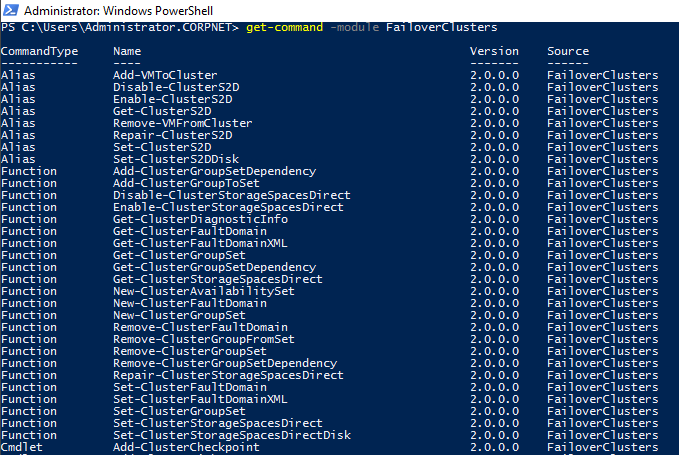 Administrator: Windows PowerShell
PS C:\Users\Administrator.CORPNET> get-command -module FailoverClusters
CommandType Name Version Source
----------- ---- ------- ------
Alias Add-VMToCluster 2.0.0.0 FailoverClusters
Alias Disable-ClusterS2D 2.0.0.0 FailoverClusters
Alias Enable-ClusterS2D 2.0.0.0 FailoverClusters
Alias Get-ClusterS2D 2.0.0.0 FailoverClusters
Alias Remove-VMFromCluster 2.0.0.0 FailoverClusters
Alias Repair-ClusterS2D 2.0.0.0 FailoverClusters
Alias Set-ClusterS2D 2.0.0.0 FailoverClusters
Alias Set-ClusterS2DDisk 2.0.0.0 FailoverClusters
Function Add-ClusterGroupSetDependency 2.0.0.0 FailoverClusters
Function Add-ClusterGroupToSet 2.0.0.0 FailoverClusters
Function Disable-ClusterStorageSpacesDirect 2.0.0.0 FailoverClusters
Function Enable-ClusterStorageSpacesDirect 2.0.0.0 FailoverClusters
Function Get-ClusterDiagnosticInfo 2.0.0.0 FailoverClusters
Function Get-ClusterFaultDomain 2.0.0.0 FailoverClusters
Function Get-ClusterFaultDomainXML 2.0.0.0 FailoverClusters
Function Get-ClusterGroupSet 2.0.0.0 FailoverClusters
Function Get-ClusterGroupSetDependency 2.0.0.0 FailoverClusters
Function Get-ClusterStorageSpacesDirect 2.0.0.0 FailoverClusters
Function New-ClusterAvailabilitySet 2.0.0.0 FailoverClusters
Function New-ClusterFaultDomain 2.0.0.0 FailoverClusters
Function New-ClusterGroupSet 2.0.0.0 FailoverClusters
Function Remove-ClusterFaultDomain 2.0.0.0 FailoverClusters
Function Remove-ClusterGroupFromSet 2.0.0.0 FailoverClusters
Function Remove-ClusterGroupSet 2.0.0.0 FailoverClusters
Function Remove-ClusterGroupSetDependency 2.0.0.0 FailoverClusters
Function Repair-ClusterStorageSpacesDirect 2.0.0.0 FailoverClusters
Function Set-ClusterFaultDomain 2.0.0.0 FailoverClusters
Function Set-ClusterFaultDomainXML 2.0.0.0 FailoverClusters
Function Set-ClusterGroupSet 2.0.0.0 FailoverClusters
Function Set-ClusterStorageSpacesDirect 2.0.0.0 FailoverClusters
Function Set-ClusterStorageSpacesDirectDisk 2.0.0.0 FailoverClusters
Cmdlet Add-ClusterCheckpoint 2.0.0.0 FailoverClusters